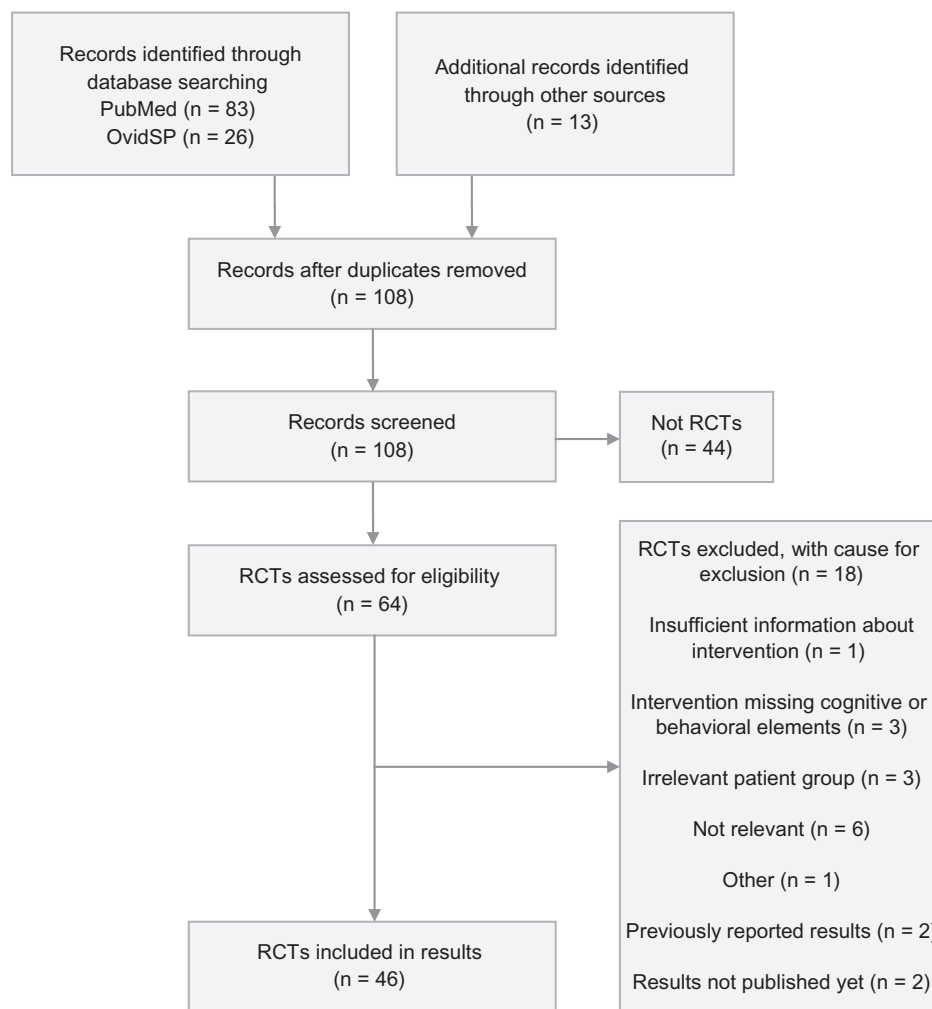 Records identified through
database searching
PubMed (n = 83)
OvidSP (n = 26)
Additional records identified
through other sources
(n = 13)
Records after duplicates removed
(n = 108)
Records screened
(n = 108)
Not RCTs
(n = 44)
RCTs assessed for eligibility
(n = 64)
RCTs excluded, with cause for
exclusion (n = 18)
Insufficient information about
intervention (n = 1)
Intervention missing cognitive or
behavioral elements (n = 3)
Irrelevant patient group (n = 3)
Not relevant (n = 6)
Other (n = 1)
Previously reported results (n = 2)
Results not published yet (n = 2)
RCTs included in results
(n = 46)